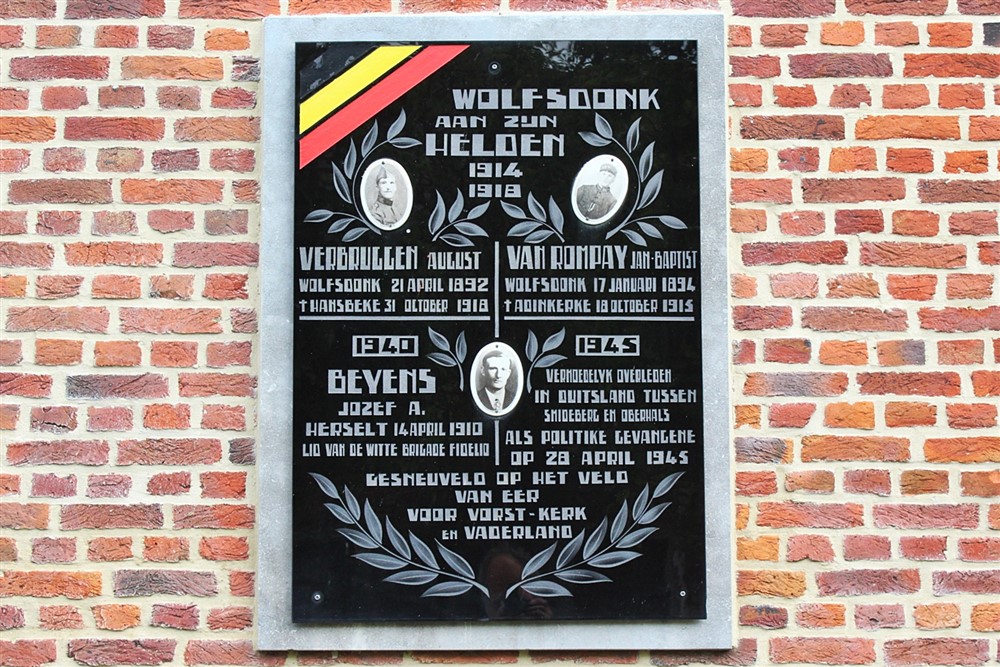 WOLFSDONK
AAN ZIJN
HELDEN
1914
1918
VERBRUGGEN AUGUST
WOLFSDONK 21 APRIL 1892
† HANSBEKE 31 OCTOBER 1918
VAN ROMPAY JAN-BAPTIST
WOLFSDONK 17 JANUARI 1894
† ADINKERKE 18 OCTOBER 1915
1940
BEYENS
JOZEF A.
HERSELT 14 APRIL 1910
LID VAN DE WITTE BRIGADE FIDELIO
1945
VERMOEDELYK OVERLEDEN
IN DUITSLAND TUSSEN
SNIDEBERG EN OBERHALS
ALS POLITIKE GEVANGENE
OP 28 APRIL 1945
GESNEUVELD OP HET VELD
VAN EER
VOOR VORST-KERK
EN VADERLAND